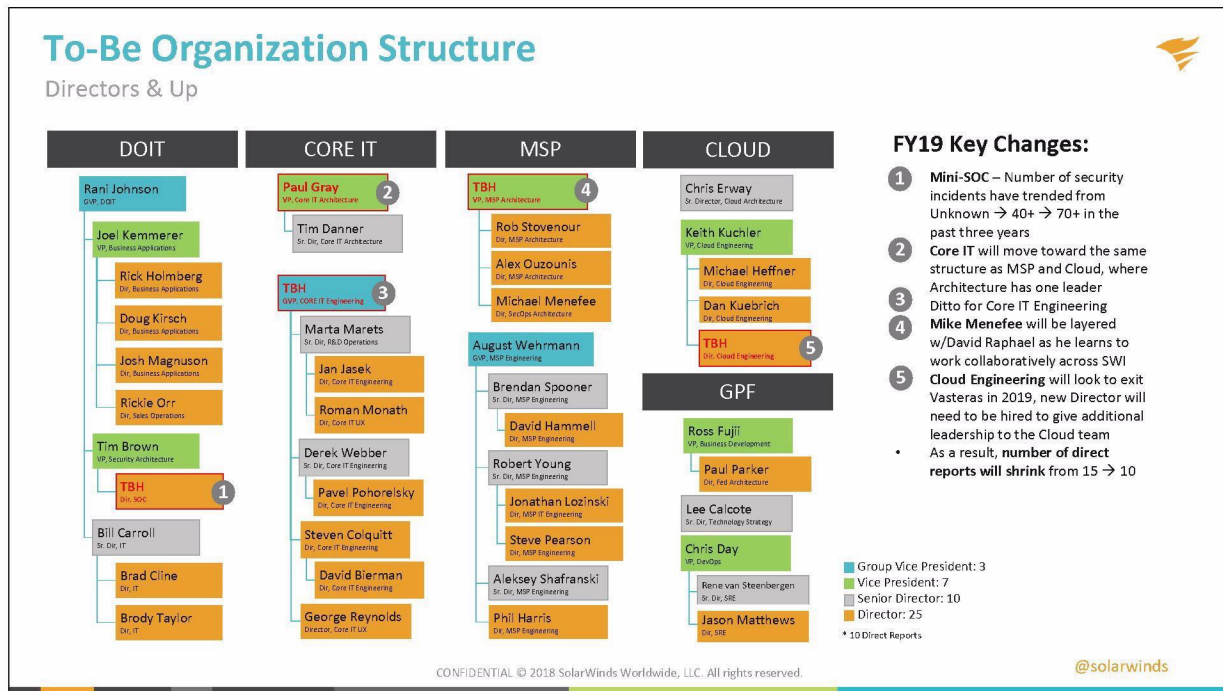 To-Be Organization Structure
Directors & Up
DOIT
Rani Johnson
GVP, DOIT
Joel Kemmerer
VP, Business Applications
Rick Holmberg
Dir, Business Applications
Doug Kirsch
Dir, Business Applications
Josh Magnuson
Dir, Business Applications
Rickie Orr
Dir, Sales Operations
Tim Brown
VP, Security Architecture
TBH
Dir, SOC
1
Bill Carroll
Sr. Dir, IT
Brad Cline
Dir, IT
Brody Taylor
Dir, IT
CORE IT
Paul Gray
VP, Core IT Architecture
2
Tim Danner
Sr. Dir, Core IT Architecture
TBH
GVP, CORE IT Engineering
3
Marta Marets
Sr. Dir, R&D Operations
Jan Jasek
Dir, Core IT Engineering
Roman Monath
Dir, Core IT UX
Derek Webber
Sr. Dir, Core IT Engineering
Pavel Pohorelsky
Dir, Core IT Engineering
Steven Colquitt
Dir, Core IT Engineering
David Bierman
Dir, Core IT Engineering
George Reynolds
Director, Core IT UX
MSP
TBH
VP, MSP Architecture
4
Rob Stovenour
Dir, MSP Architecture
Alex Ouzounis
Dir, MSP Architecture
Michael Menefee
Dir, SecOps Architecture
August Wehrmann
GVP, MSP Engineering
Brendan Spooner
Sr. Dir, MSP Engineering
David Hammell
Dir, MSP Engineering
Robert Young
Sr. Dir, MSP Engineering
Jonathan Lozinski
Dir, MSP IT Engineering
Steve Pearson
Dir, MSP Engineering
Aleksey Shafranski
Sr. Dir, MSP Engineering
Phil Harris
Dir, MSP Engineering
CLOUD
Chris Erway
Sr. Director, Cloud Architecture
Keith Kuchler
VP, Cloud Engineering
Michael Heffner
Dir, Cloud Engineering
Dan Kuebrich
Dir, Cloud Engineering
TBH
Dir. Cloud Engineering
5
GPF
Ross Fujii
VP, Business Development
Paul Parker
Dir, Fed Architecture
Lee Calcote
Sr. Dir, Technology Strategy
Chris Day
VP, DevOps
Rene van Steenbergen
Sr. Dir, SRE
Jason Matthews
Dir, SRE
FY19 Key Changes:
1 Mini-SOC – Number of security
incidents have trended from
Unknown → 40+ → 70+ in the
past three years
2 Core IT will move toward the same
structure as MSP and Cloud, where
Architecture has one leader
3 Ditto for Core IT Engineering
4 Mike Menefee will be layered
w/David Raphael as he learns to
work collaboratively across SWI
5 Cloud Engineering will look to exit
Vasteras in 2019, new Director will
need to be hired to give additional
leadership to the Cloud team
• As a result, number of direct
reports will shrink from 15 → 10
Group Vice President: 3
Vice President: 7
Senior Director: 10
Director: 25
* 10 Direct Reports
CONFIDENTIAL © 2018 SolarWinds Worldwide, LLC. All rights reserved.
@solarwinds